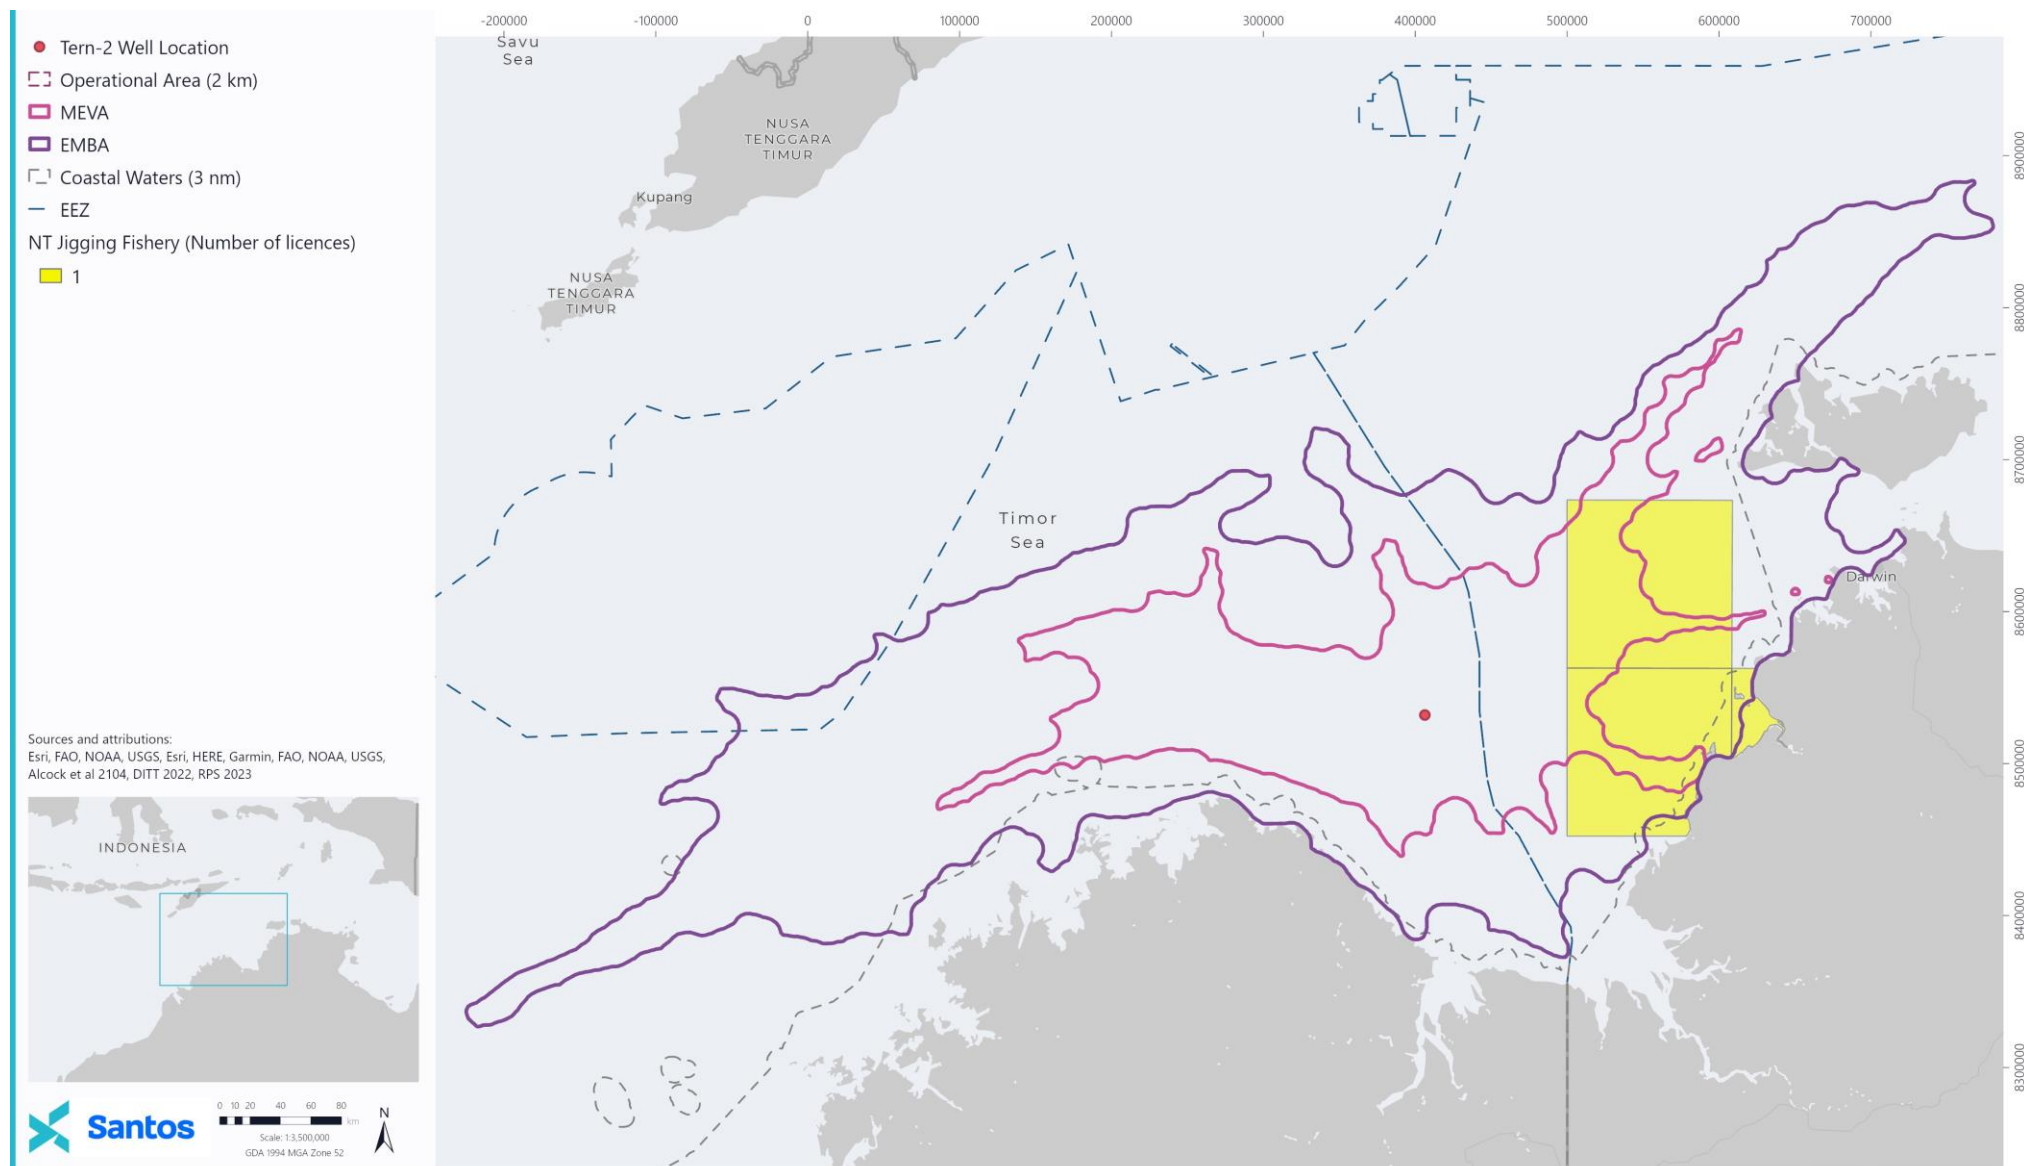 -200000
-100000
0
100000
200000
300000
400000
500000
600000
700000
Tern-2 Well Location
Operational Area (2 km)
MEVA
EMBA
Coastal Waters (3 nm)
EEZ
NT Jigging Fishery (Number of licences)
1
Savu
Sea
NUSA
TENGGARA
TIMUR
Kupang
NUSA
TENGGARA
TIMUR
Timor
Sea
Darwin
8900000
8800000
8700000
8600000
8500000
8400000
8300000
Sources and attributions:
Esri, FAO, NOAA, USGS, Esri, HERE, Garmin, FAO, NOAA, USGS,
Alcock et al 2104, DITT 2022, RPS 2023
INDONESIA
Santos
0 10 20 40 60 80
km
Scale: 1:3,500,000
GDA 1994 MGA Zone 52
N